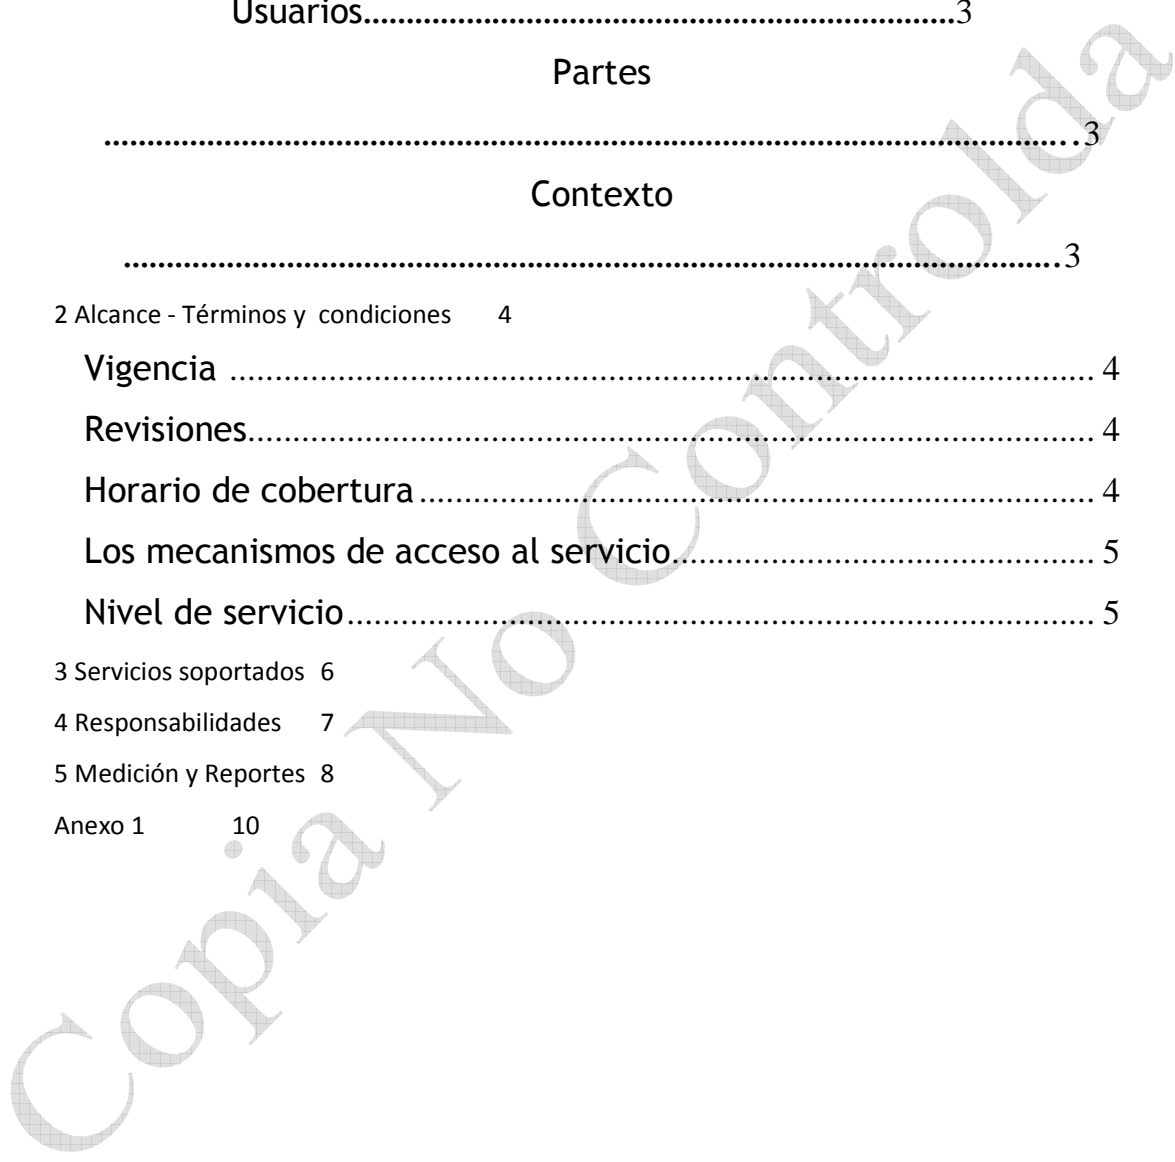 Usuarios....................................................................3
Partes
............................................................................................................... .3
Contexto
.............................................................................................................3
2 Alcance - Términos y condiciones 4
Vigencia ................................................................................................ 4
Revisiones.............................................................................................. 4
Horario de cobertura........................................................................... 4
Los mecanismos de acceso al servicio............................................... 5
Nivel de servicio................................................................................... 5
3 Servicios soportados 6
4 Responsabilidades 7
5 Medición y Reportes 8
Anexo 1 10
Copia No Controlda